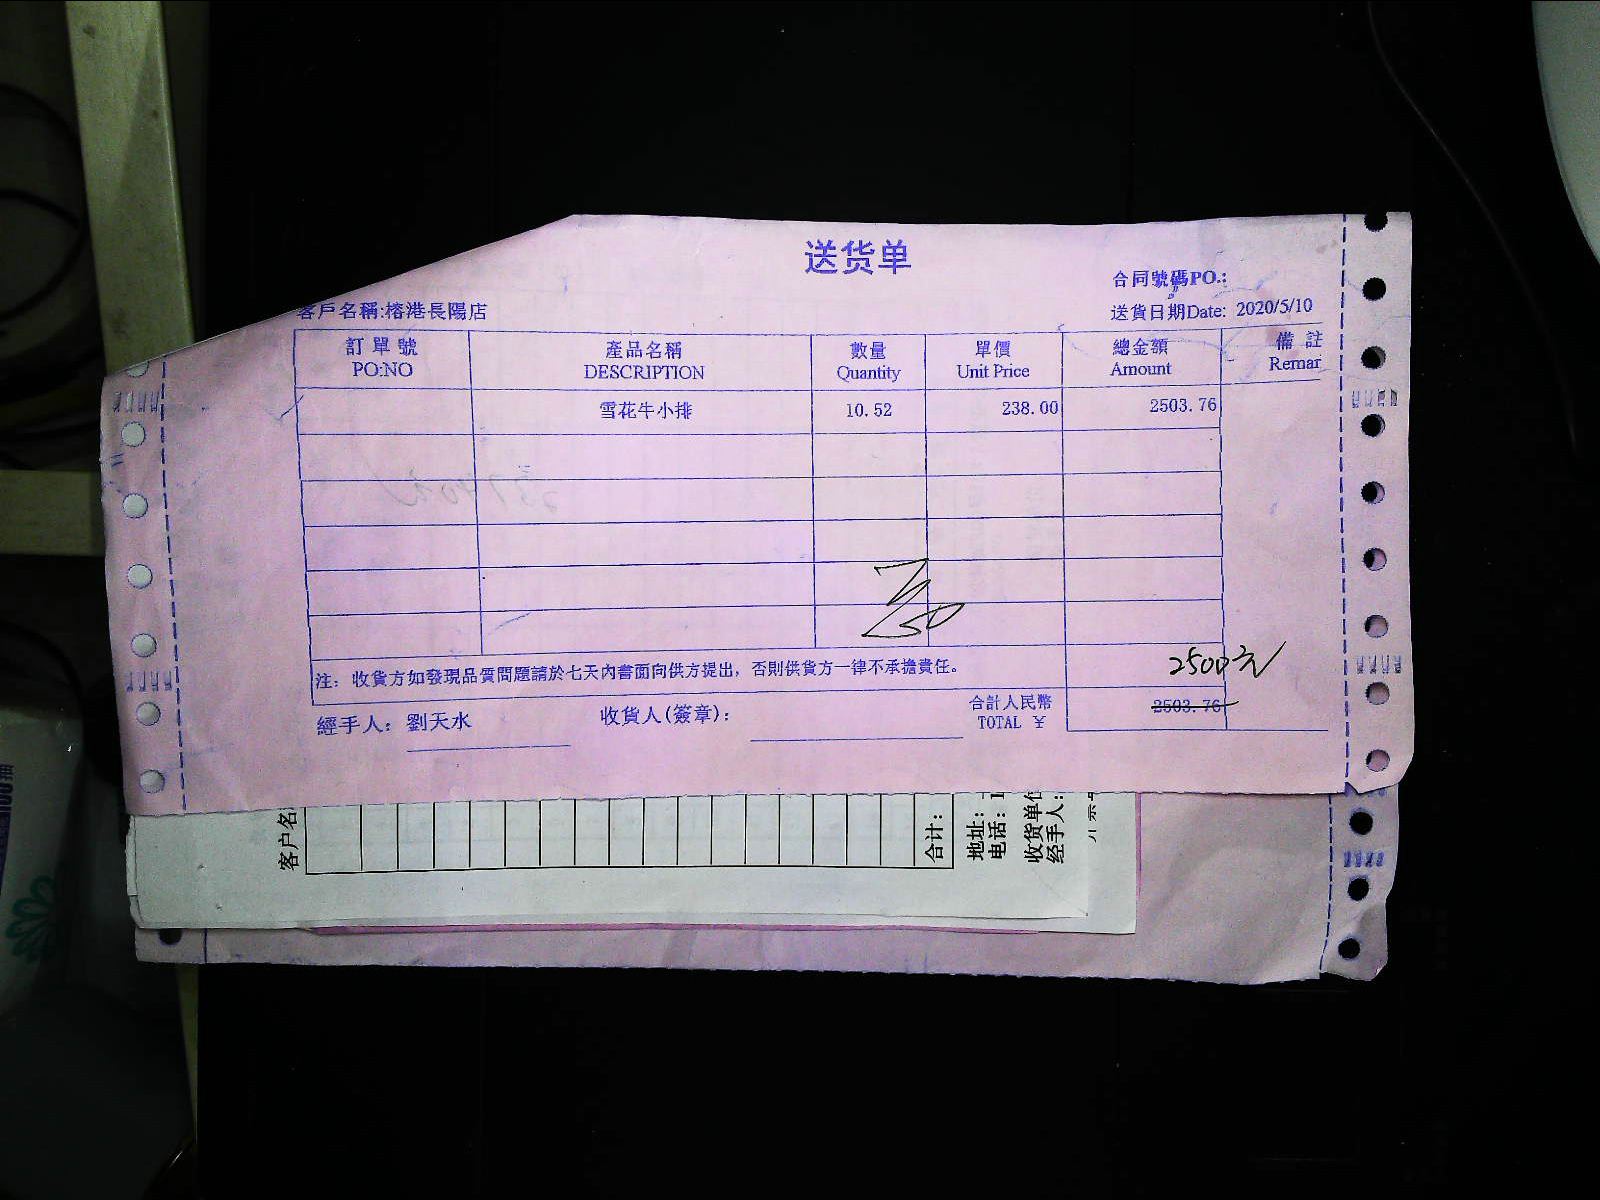 送货单
合同號碼PO.:
客戶名稱:榕港長陽店
送貨日期Date: 2020/5/10
訂單號 產品名稱 數量 單價 總金額 備註
PO:NO DESCRIPTION Quantity Unit Price Amount Remar
雪花牛小排 10.52 238.00 2503.76
2500元
注：收貨方如發現品質問題請於七天內書面向供方提出，否則供貨方一律不承擔責任。
合計人民幣
TOTAL ¥ 2503.76
經手人：劉天水 收貨人(簽章)：
客户名
合计：
地址：
电话：1
收货单位
经手人：